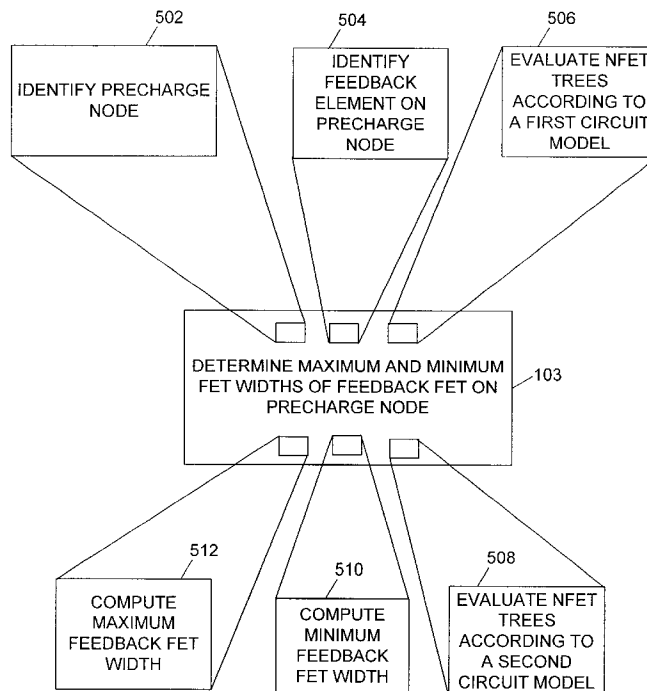 502
504
506
IDENTIFY PRECHARGE
NODE
IDENTIFY
FEEDBACK
ELEMENT ON
PRECHARGE
NODE
EVALUATE NFET
TREES
ACCORDING TO
A FIRST CIRCUIT
MODEL
DETERMINE MAXIMUM AND MINIMUM
FET WIDTHS OF FEEDBACK FET ON
PRECHARGE NODE
103
512
510
508
COMPUTE
MAXIMUM
FEEDBACK FET
WIDTH
COMPUTE
MINIMUM
FEEDBACK FET
WIDTH
EVALUATE NFET
TREES
ACCORDING TO
A SECOND
CIRCUIT MODEL